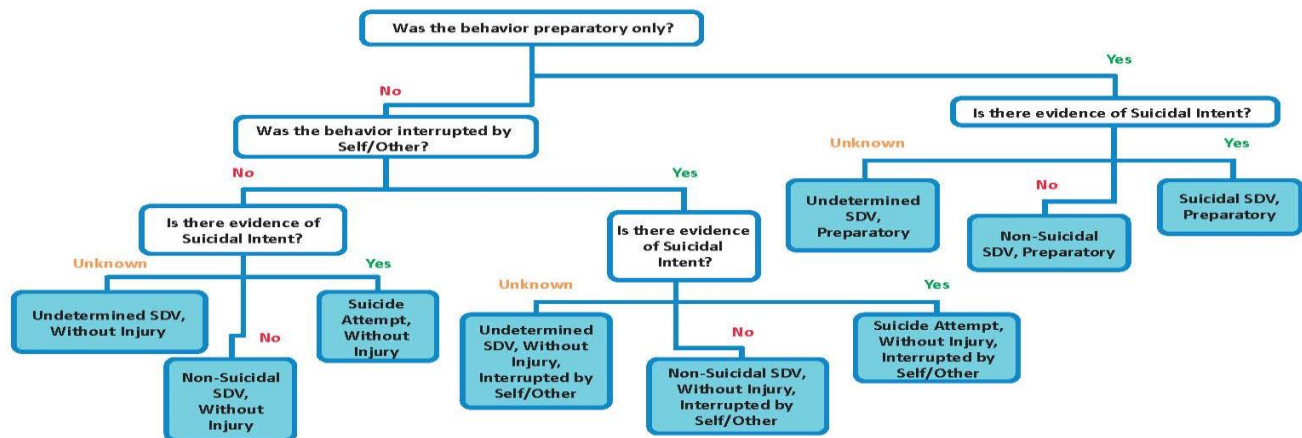 Was the behavior preparatory only?
Yes
No
Was the behavior interrupted by
Self/Other?
Is there evidence of Suicidal Intent?
Unknown
Yes
No
Undetermined
SDV,
Preparatory
Non-Suicidal
SDV, Preparatory
Suicidal SDV,
Preparatory
No
Yes
Is there evidence of
Suicidal Intent?
Unknown
Yes
No
Undetermined SDV,
Without Injury
Non-Suicidal
SDV,
Without
Injury
Suicide
Attempt,
Without
Injury
Is there evidence
of Suicidal
Intent?
Unknown
Yes
No
Undetermined
SDV, Without
Injury,
Interrupted by
Self/Other
Non-Suicidal SDV,
Without Injury,
Interrupted by
Self/Other
Suicide Attempt,
Without Injury,
Interrupted by
Self/Other